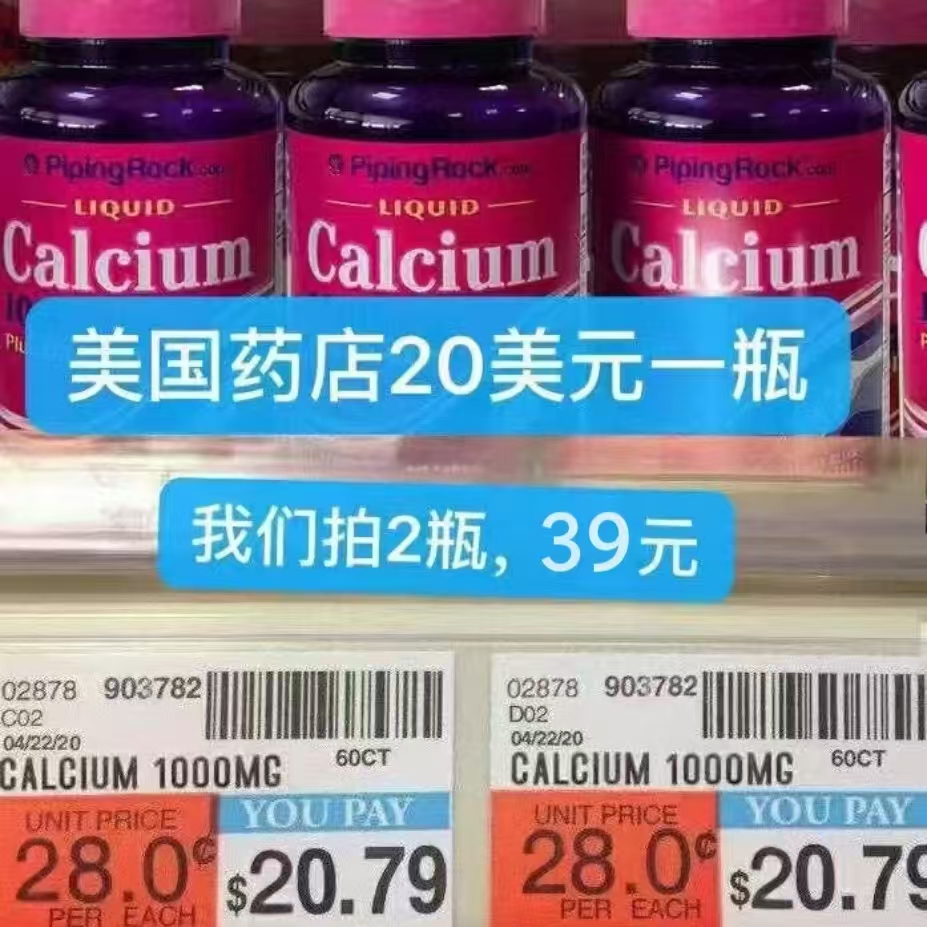 PipingRock.com PipingRock.com PipingRock.com
LIQUID LIQUID LIQUID
Calcium Calcium Calcium
美国药店20美元一瓶
我们拍2瓶，39元
02878 903782 02878 903782
C02 D02
04/22/20 04/22/20
60CT 60CT
CALCIUM 1000MG CALCIUM 1000MG
UNIT PRICE YOU PAY UNIT PRICE YOU PAY
28.0¢ $20.79 28.0¢ $20.79
PER EACH PER EACH